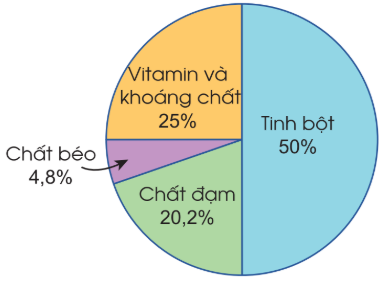 Vitamin và
khoáng chất
25%
Tinh bột
50%
Chất béo
4,8%
Chất đạm
20,2%